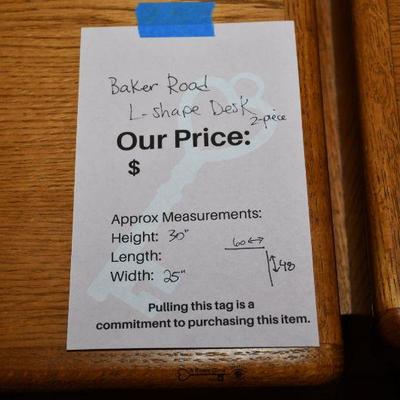 Baker Road
L-shape Desk
2-piece
Our Price:
$
Approx Measurements:
Height: 30"
Length:
60 ↔
Width: 25"
↕48
Pulling this tag is a
commitment to purchasing this item.